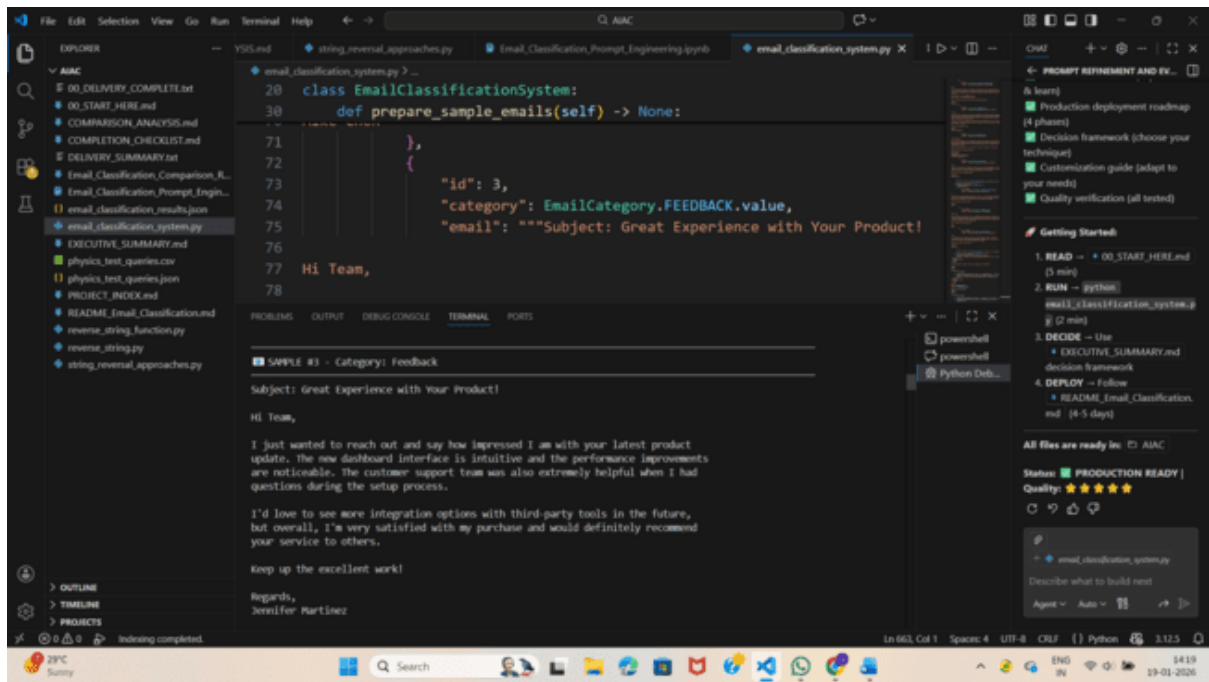 File Edit Selection View Go Run Terminal Help
AIAC
EXPLORER
AIAC
00_DELIVERY_COMPLETE.txt
00_START_HERE.md
COMPARISON_ANALYSIS.md
COMPLETION_CHECKLIST.md
DELIVERY_SUMMARY.txt
Email_Classification_Comparison_R...
Email_Classification_Prompt_Engin...
email_classification_results.json
email_classification_system.py
EXECUTIVE_SUMMARY.md
physics_test_queries.csv
physics_test_queries.json
PROJECT_INDEX.md
README_Email_Classification.md
reverse_string_function.py
reverse_string.py
string_reversal_approaches.py
OUTLINE
TIMELINE
PROJECTS
YSIS.md string_reversal_approaches.py Email_Classification_Prompt_Engineering.ipynb email_classification_system.py
email_classification_system.py > ...
20 class EmailClassificationSystem:
30 def prepare_sample_emails(self) -> None:
71 },
72 {
73 "id": 3,
74 "category": EmailCategory.FEEDBACK.value,
75 "email": """Subject: Great Experience with Your Product!
76
77 Hi Team,
78
PROBLEMS OUTPUT DEBUG CONSOLE TERMINAL PORTS
powershell
powershell
Python Deb...
SAMPLE #3 - Category: Feedback
Subject: Great Experience with Your Product!
Hi Team,
I just wanted to reach out and say how impressed I am with your latest product
update. The new dashboard interface is intuitive and the performance improvements
are noticeable. The customer support team was also extremely helpful when I had
questions during the setup process.
I'd love to see more integration options with third-party tools in the future,
but overall, I'm very satisfied with my purchase and would definitely recommend
your service to others.
Keep up the excellent work!
Regards,
Jennifer Martinez
CHAT
PROMPT REFINEMENT AND EV...
& learn)
Production deployment roadmap
(4 phases)
Decision framework (choose your
technique)
Customization guide (adapt to
your needs)
Quality verification (all tested)
Getting Started:
1. READ → 00_START_HERE.md
(5 min)
2. RUN → python
email_classification_system.p
y (2 min)
3. DECIDE → Use
EXECUTIVE_SUMMARY.md
decision framework
4. DEPLOY → Follow
README_Email_Classification.
md (4-5 days)
All files are ready in: AIAC
Status: PRODUCTION READY |
Quality:
email_classification_system.py
Describe what to build next
Agent Auto
0 0 Indexing completed.
Ln 663, Col 1 Spaces: 4 UTF-8 CRLF {} Python 3.12.5
29°C
Sunny
Search
ENG
IN
14:19
19-01-2026